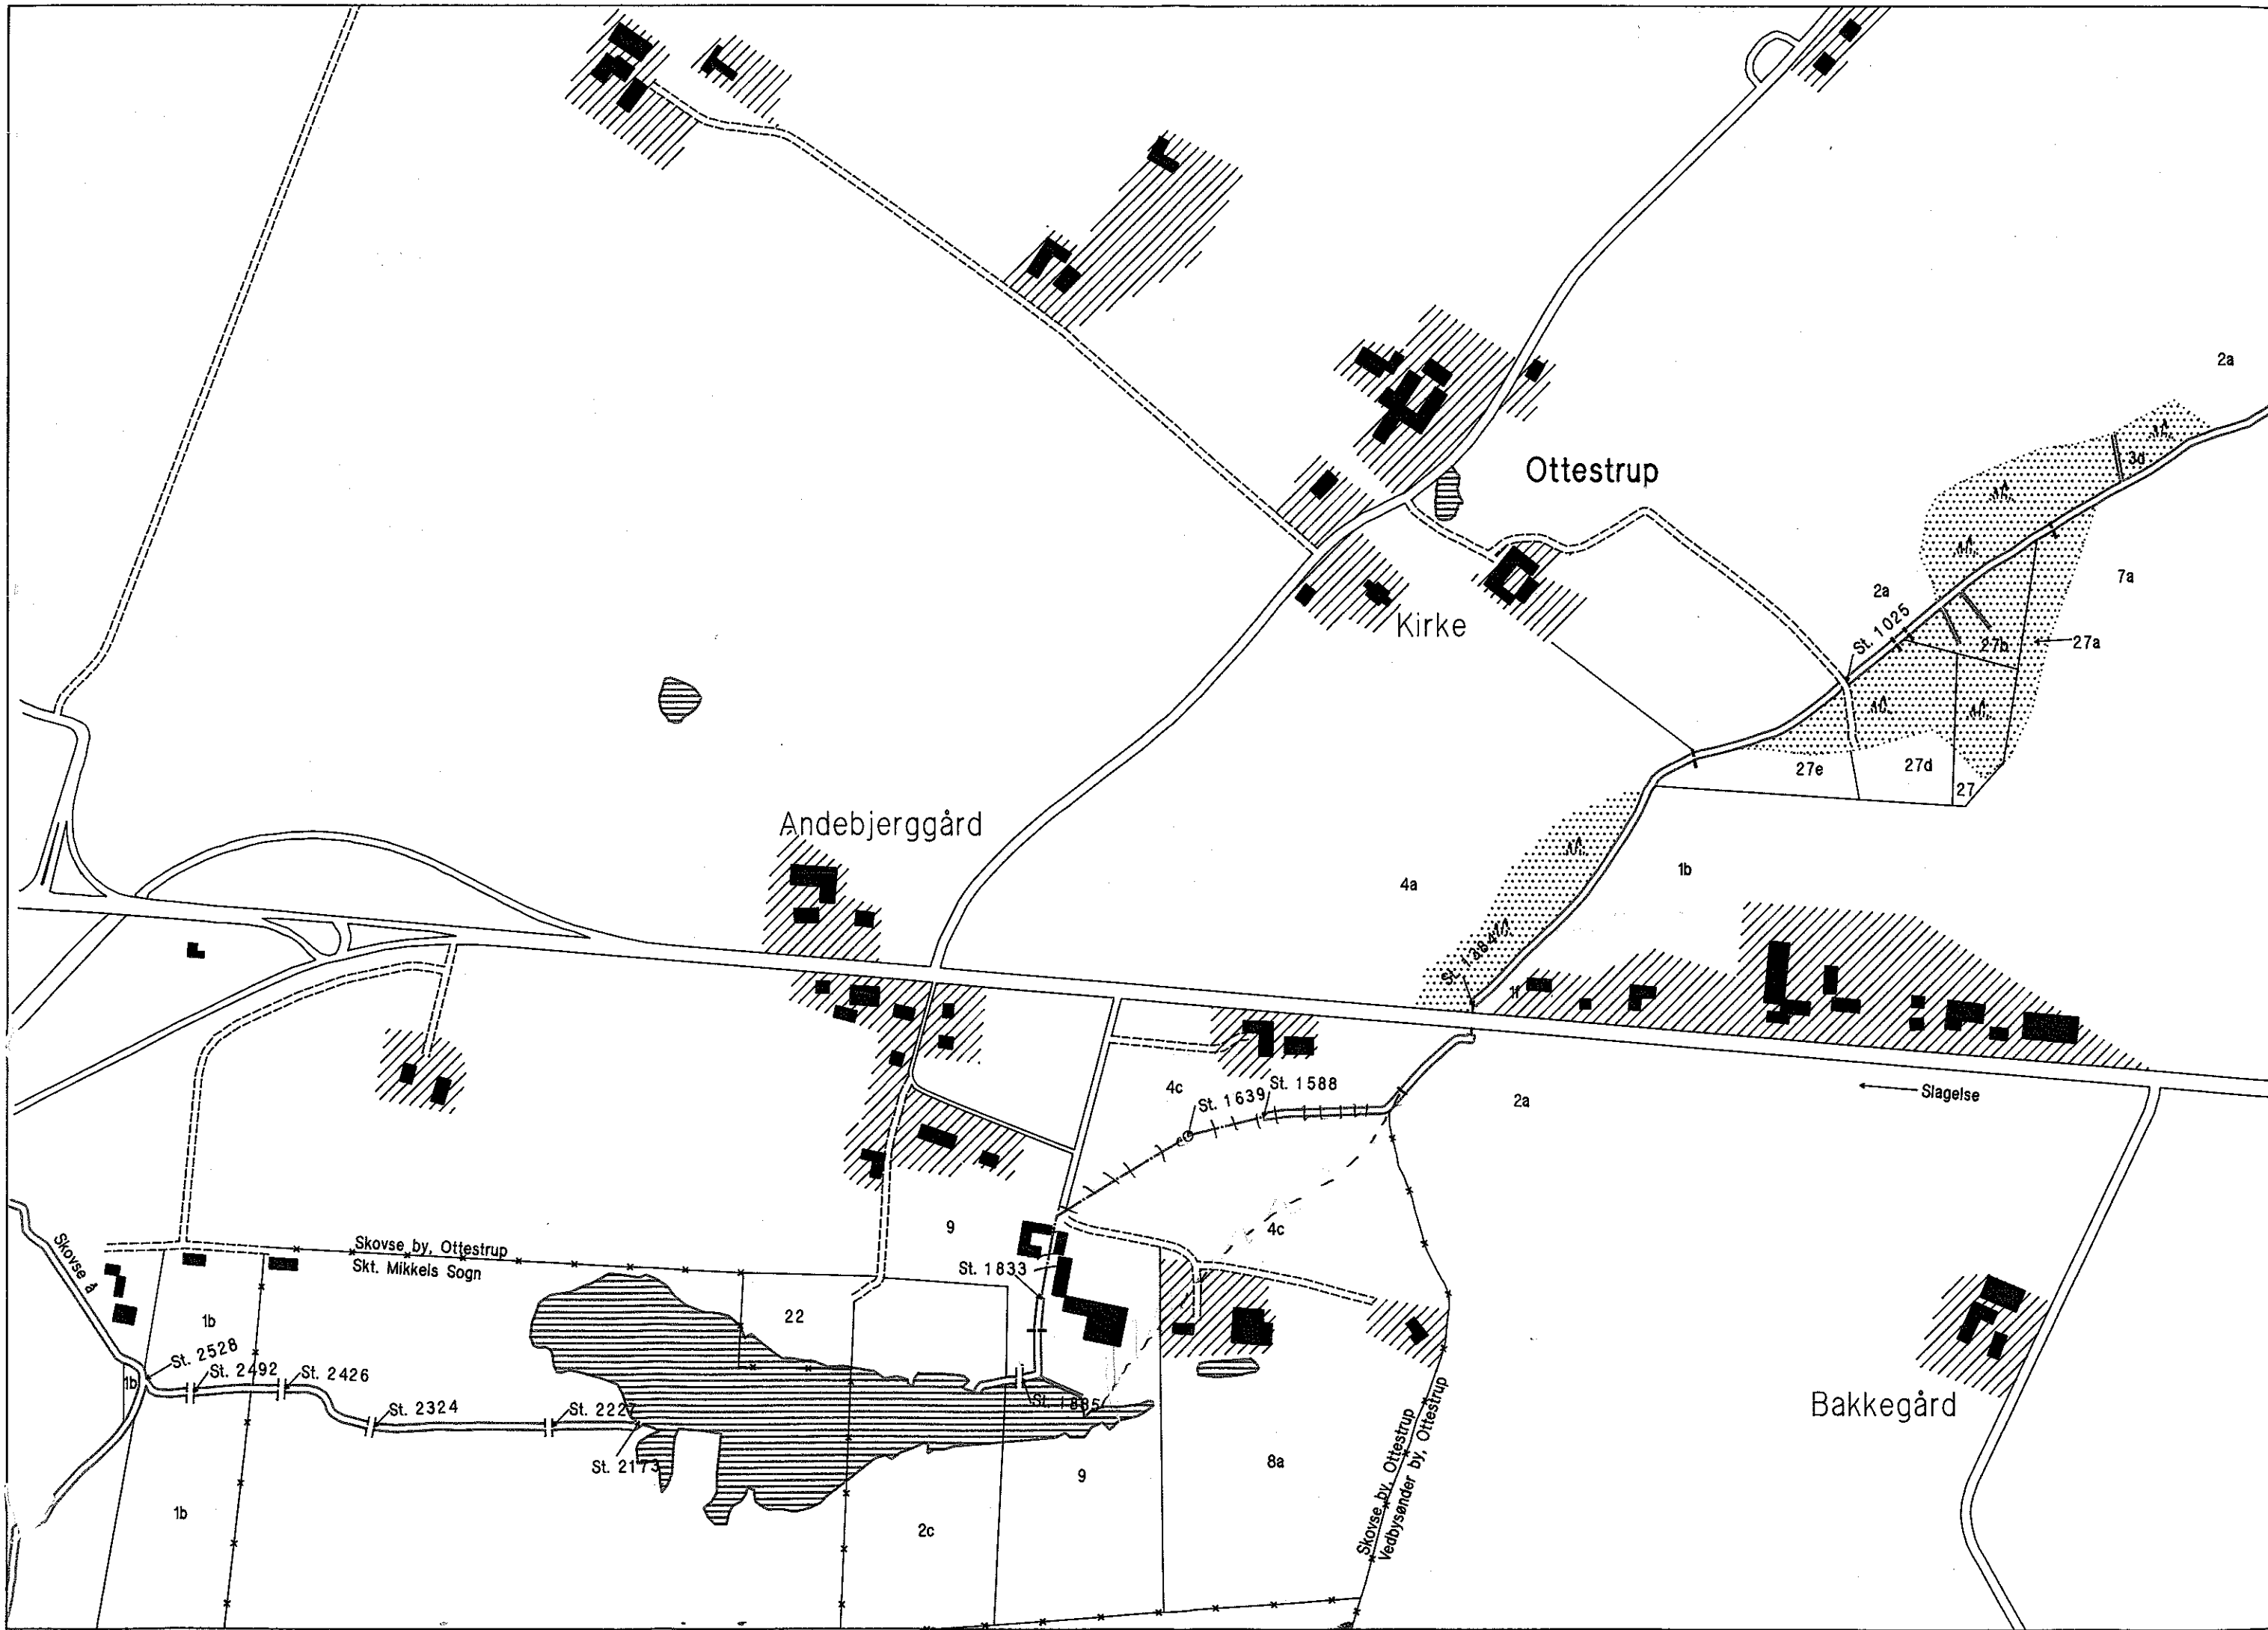 2a
Ottestrup
3d
7a
2a
St. 1025
Kirke
27b
27a
27e
27d
27
Andebjerggård
1b
4a
St. 1384
1f
Slagelse
4c
St. 1588
St. 1639
2a
9
4c
Skovse å
Skovse by, Ottestrup
Skt. Mikkels Sogn
St. 1833
22
1b
St. 2528
St. 2492
St. 2426
1b
St. 2324
St. 2227
St. 1885
Bakkegård
St. 2173
9
8a
Skovse by, Ottestrup
Vedbysønder by, Ottestrup
1b
2c